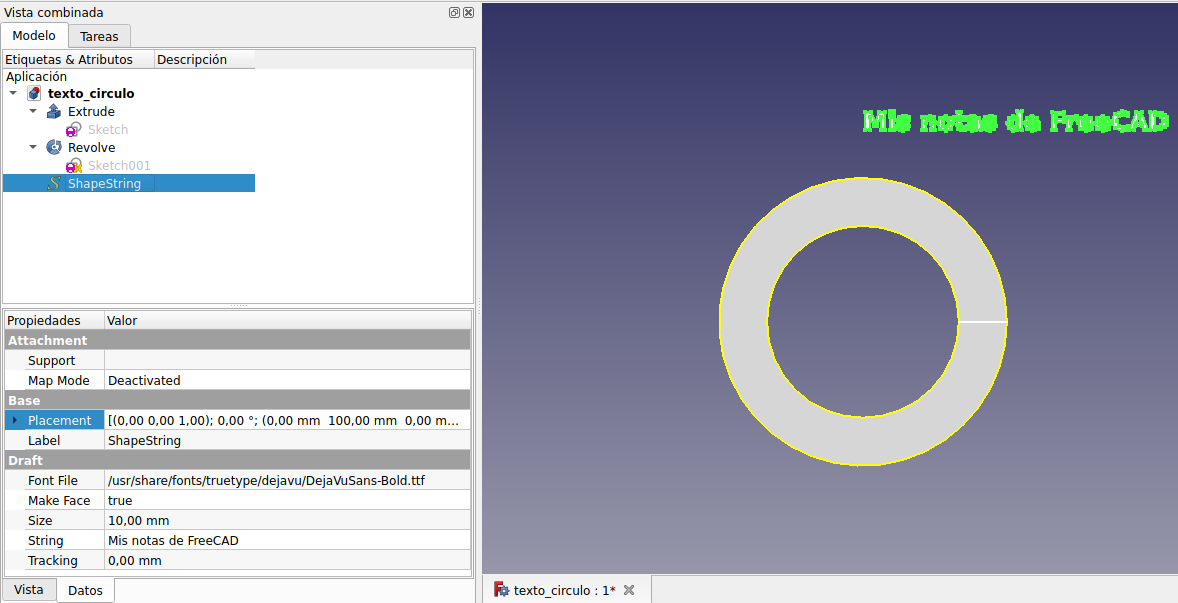 Vista combinada
Modelo Tareas
Etiquetas & Atributos Descripción
Aplicación
texto_circulo
Extrude
Sketch
Revolve
Sketch001
ShapeString
Propiedades Valor
Attachment
Support
Map Mode Deactivated
Base
Placement [(0,00 0,00 1,00); 0,00 °; (0,00 mm 100,00 mm 0,00 m...
Label ShapeString
Draft
Font File /usr/share/fonts/truetype/dejavu/DejaVuSans-Bold.ttf
Make Face true
Size 10,00 mm
String Mis notas de FreeCAD
Tracking 0,00 mm
Vista Datos
Mis notas de FreeCAD
texto_circulo : 1*